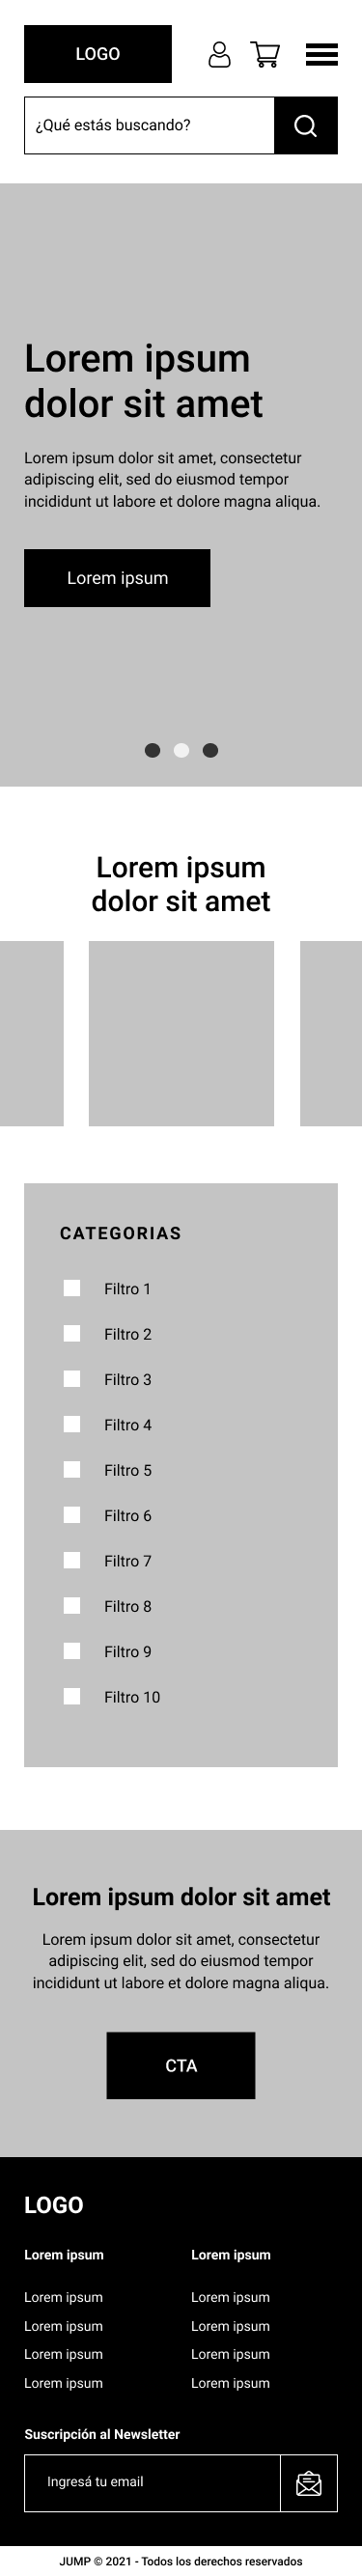 LOGO
¿Qué estás buscando?
Lorem ipsum
dolor sit amet
Lorem ipsum dolor sit amet, consectetur
adipiscing elit, sed do eiusmod tempor
incididunt ut labore et dolore magna aliqua.
Lorem ipsum
Lorem ipsum
dolor sit amet
CATEGORIAS
Filtro 1
Filtro 2
Filtro 3
Filtro 4
Filtro 5
Filtro 6
Filtro 7
Filtro 8
Filtro 9
Filtro 10
Lorem ipsum dolor sit amet
Lorem ipsum dolor sit amet, consectetur
adipiscing elit, sed do eiusmod tempor
incididunt ut labore et dolore magna aliqua.
CTA
LOGO
Lorem ipsum
Lorem ipsum
Lorem ipsum
Lorem ipsum
Lorem ipsum
Lorem ipsum
Lorem ipsum
Lorem ipsum
Lorem ipsum
Lorem ipsum
Suscripción al Newsletter
Ingresá tu email
JUMP © 2021 - Todos los derechos reservados